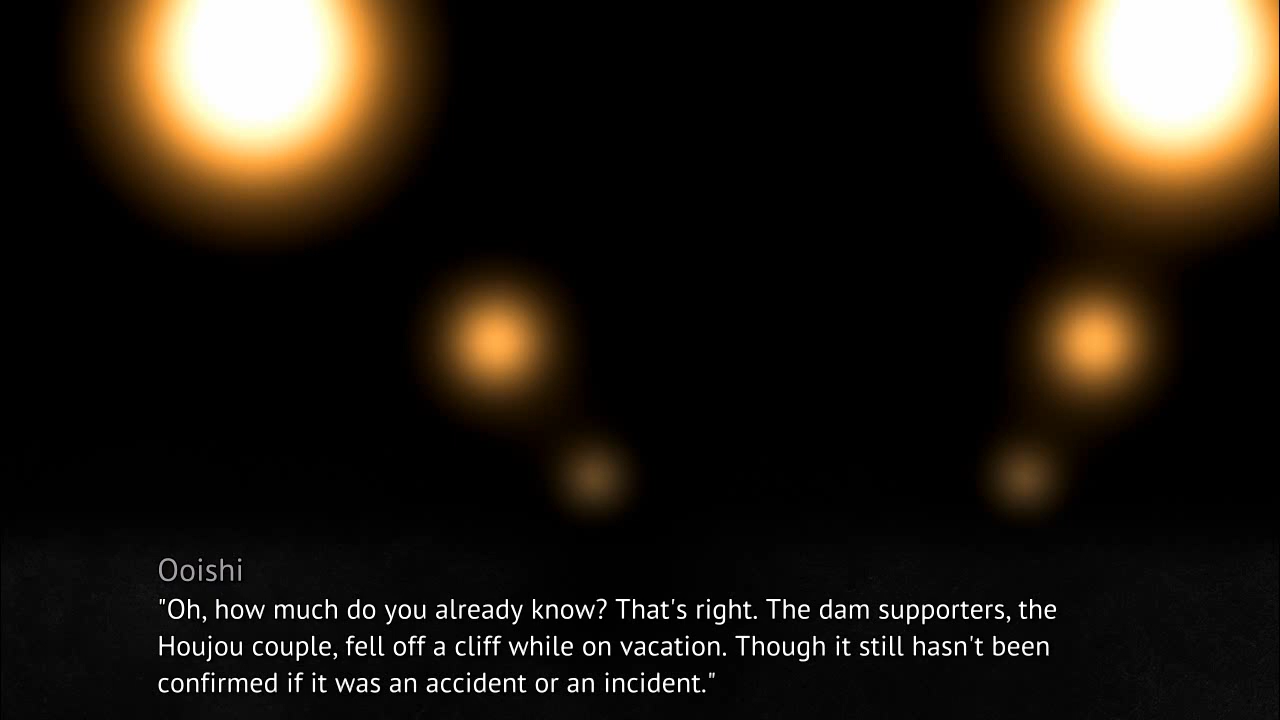 Ooishi
"Oh, how much do you already know? That's right. The dam supporters, the
Houjou couple, fell off a cliff while on vacation. Though it still hasn't been
confirmed if it was an accident or an incident."